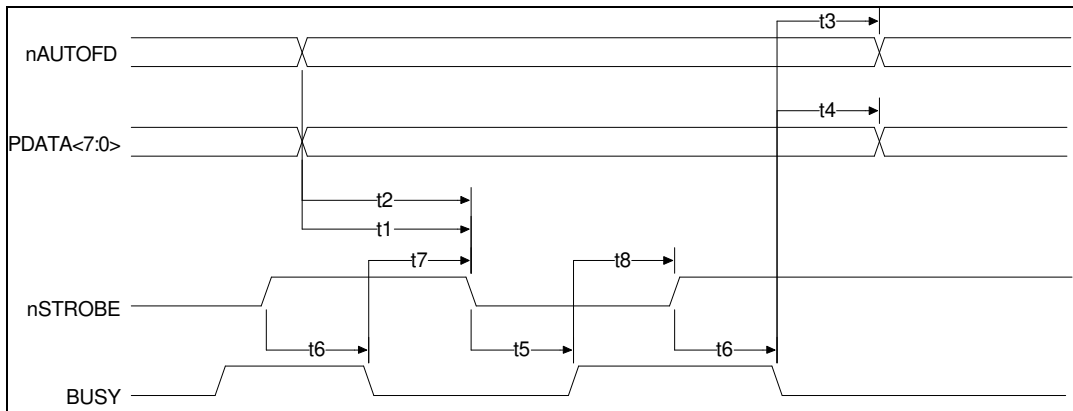 t3
nAUTOFD
t4
PDATA<7:0>
t2
t1
t7
t8
nSTROBE
t6
t5
t6
BUSY